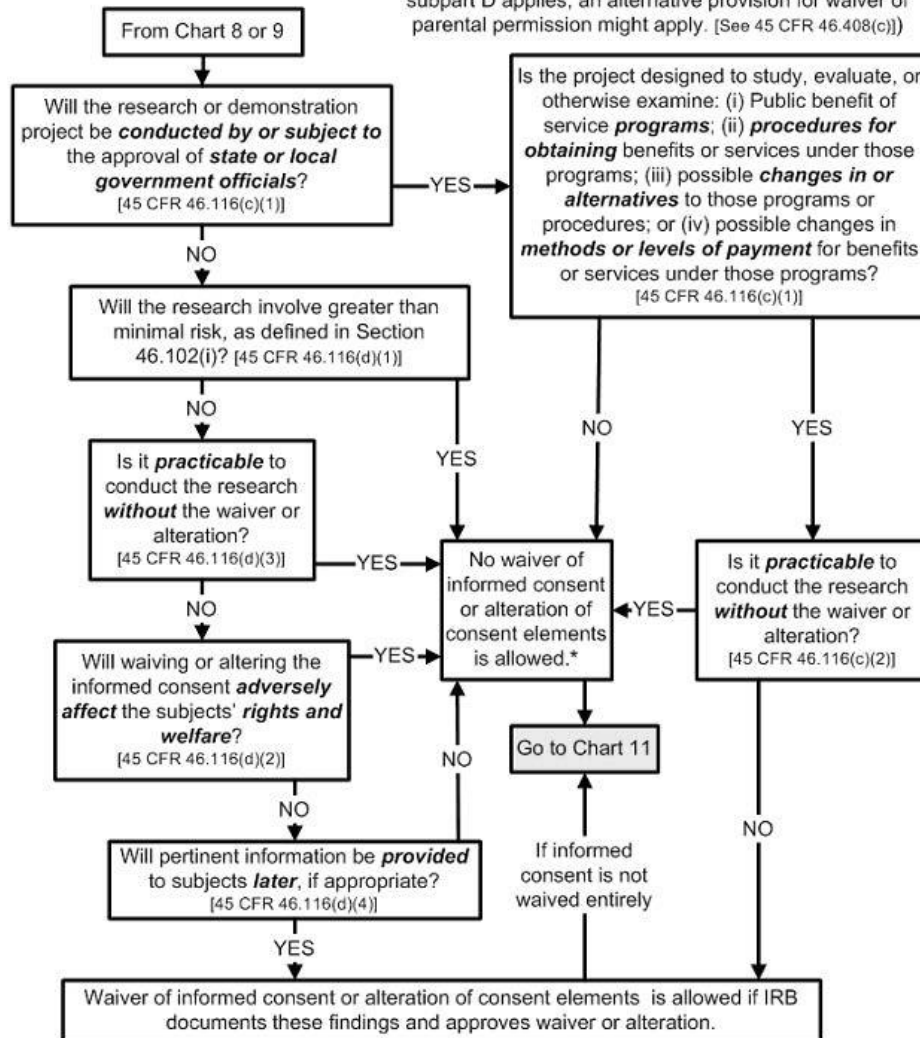 subpart D applies, an alternative provision for waiver of
parental permission might apply. [See 45 CFR 46.408(c)])
From Chart 8 or 9
Will the research or demonstration
project be conducted by or subject to
the approval of state or local
government officials?
[45 CFR 46.116(c)(1)]
YES
Is the project designed to study, evaluate, or
otherwise examine: (i) Public benefit of
service programs; (ii) procedures for
obtaining benefits or services under those
programs; (iii) possible changes in or
alternatives to those programs or
procedures; or (iv) possible changes in
methods or levels of payment for benefits
or services under those programs?
[45 CFR 46.116(c)(1)]
NO
Will the research involve greater than
minimal risk, as defined in Section
46.102(i)? [45 CFR 46.116(d)(1)]
NO
YES
NO
YES
Is it practicable to
conduct the research
without the waiver or
alteration?
[45 CFR 46.116(d)(3)]
YES
No waiver of
informed consent
or alteration of
consent elements
is allowed.*
YES
Is it practicable to
conduct the research
without the waiver or
alteration?
[45 CFR 46.116(c)(2)]
NO
Will waiving or altering the
informed consent adversely
affect the subjects' rights and
welfare?
[45 CFR 46.116(d)(2)]
YES
NO
Go to Chart 11
NO
NO
Will pertinent information be provided
to subjects later, if appropriate?
[45 CFR 46.116(d)(4)]
If informed
consent is not
waived entirely
YES
Waiver of informed consent or alteration of consent elements is allowed if IRB
documents these findings and approves waiver or alteration.